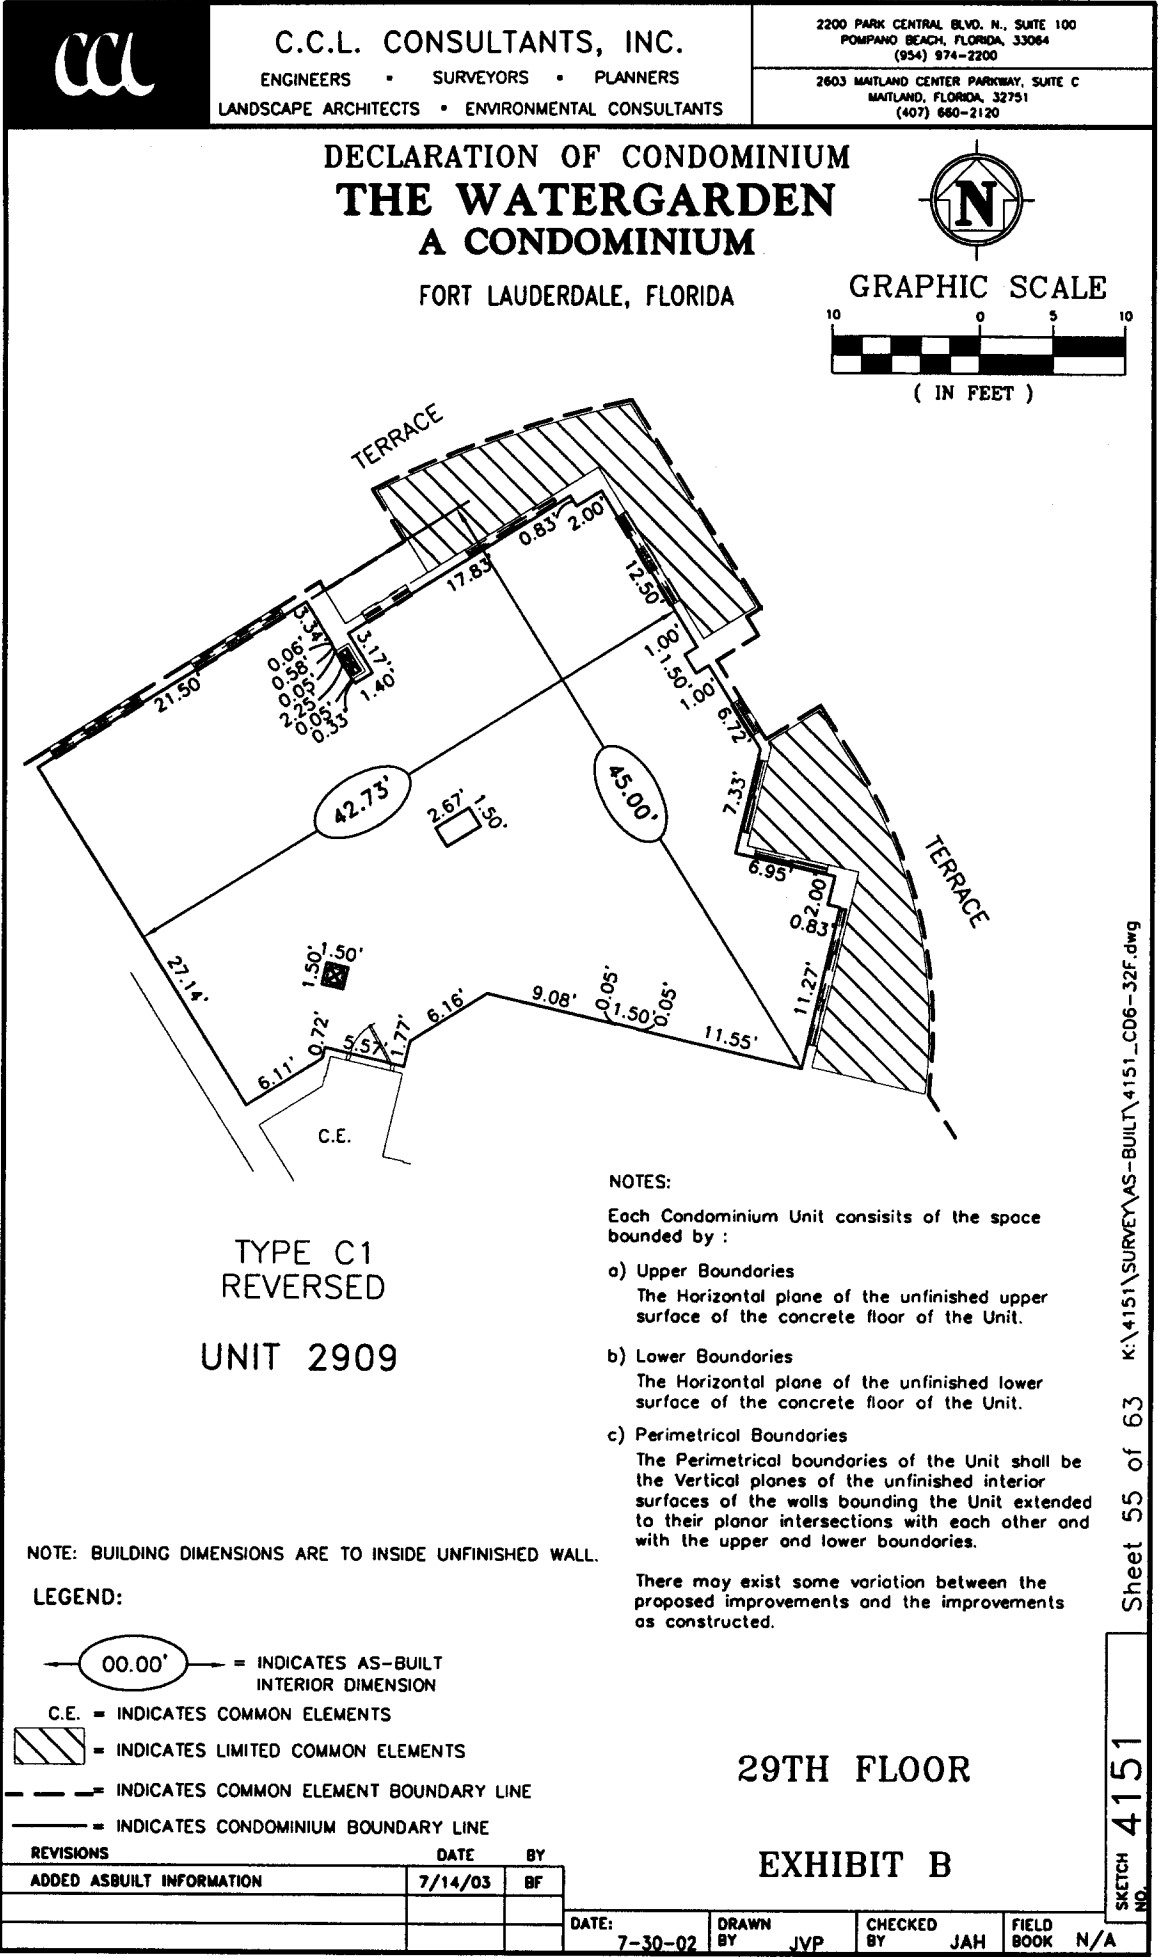 CCL
C.C.L. CONSULTANTS, INC.
ENGINEERS • SURVEYORS • PLANNERS
LANDSCAPE ARCHITECTS • ENVIRONMENTAL CONSULTANTS
2200 PARK CENTRAL BLVD. N., SUITE 100
POMPANO BEACH, FLORIDA, 33064
(954) 974-2200
2603 MAITLAND CENTER PARKWAY, SUITE C
MAITLAND, FLORIDA, 32751
(407) 660-2120
DECLARATION OF CONDOMINIUM
THE WATERGARDEN
A CONDOMINIUM
FORT LAUDERDALE, FLORIDA
N
GRAPHIC SCALE
10 0 5 10
( IN FEET )
TERRACE
0.83'
2.00'
17.83'
12.50'
3.34'
3.17'
1.40'
0.06'
0.58'
0.05'
2.25'
0.05'
0.33'
21.50'
1.00'
1.50'
1.00'
6.72'
7.33'
42.73'
45.00'
2.67'
1.50'
6.95'
2.00'
0.83'
TERRACE
27.14'
1.50'
1.50'
11.27'
6.16'
9.08'
0.05'
1.50'
0.05'
11.55'
0.72'
5.57'
1.77'
6.11'
C.E.
TYPE C1
REVERSED
UNIT 2909
NOTES:
Each Condominium Unit consisits of the space
bounded by :
a) Upper Boundaries
The Horizontal plane of the unfinished upper
surface of the concrete floor of the Unit.
b) Lower Boundaries
The Horizontal plane of the unfinished lower
surface of the concrete floor of the Unit.
c) Perimetrical Boundaries
The Perimetrical boundaries of the Unit shall be
the Vertical planes of the unfinished interior
surfaces of the walls bounding the Unit extended
to their planar intersections with each other and
with the upper and lower boundaries.
There may exist some variation between the
proposed improvements and the improvements
as constructed.
NOTE: BUILDING DIMENSIONS ARE TO INSIDE UNFINISHED WALL.
LEGEND:
00.00' = INDICATES AS-BUILT
INTERIOR DIMENSION
C.E. = INDICATES COMMON ELEMENTS
= INDICATES LIMITED COMMON ELEMENTS
= INDICATES COMMON ELEMENT BOUNDARY LINE
= INDICATES CONDOMINIUM BOUNDARY LINE
29TH FLOOR
EXHIBIT B
REVISIONS DATE BY
ADDED ASBUILT INFORMATION 7/14/03 BF
DATE: 7-30-02
DRAWN BY JVP
CHECKED BY JAH
FIELD BOOK N/A
SKETCH NO. 4151
Sheet 55 of 63
K:\4151\SURVEY\AS-BUILT\4151_CD6-32F.dwg